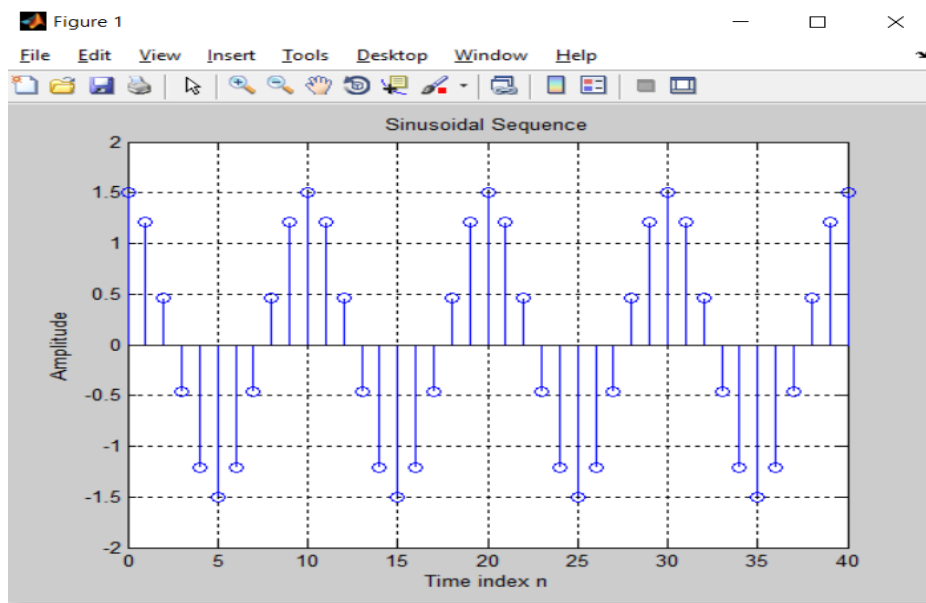 Figure 1
File Edit View Insert Tools Desktop Window Help
Sinusoidal Sequence
2
1.5
1
0.5
0
-0.5
-1
-1.5
-2
Amplitude
0 5 10 15 20 25 30 35 40
Time index n